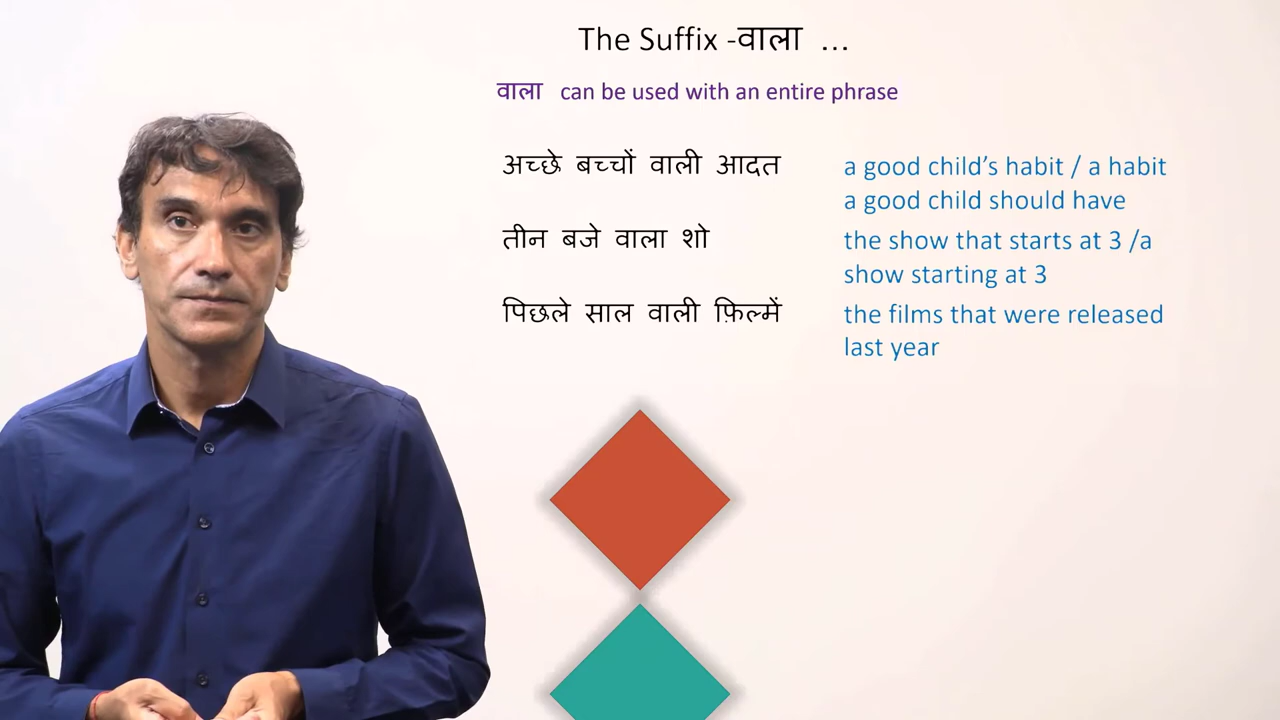 The Suffix -वाला ...
वाला can be used with an entire phrase
अच्छे बच्चों वाली आदत
a good child’s habit / a habit
a good child should have
तीन बजे वाला शो
the show that starts at 3 /a
show starting at 3
पिछले साल वाली फ़िल्में
the films that were released
last year